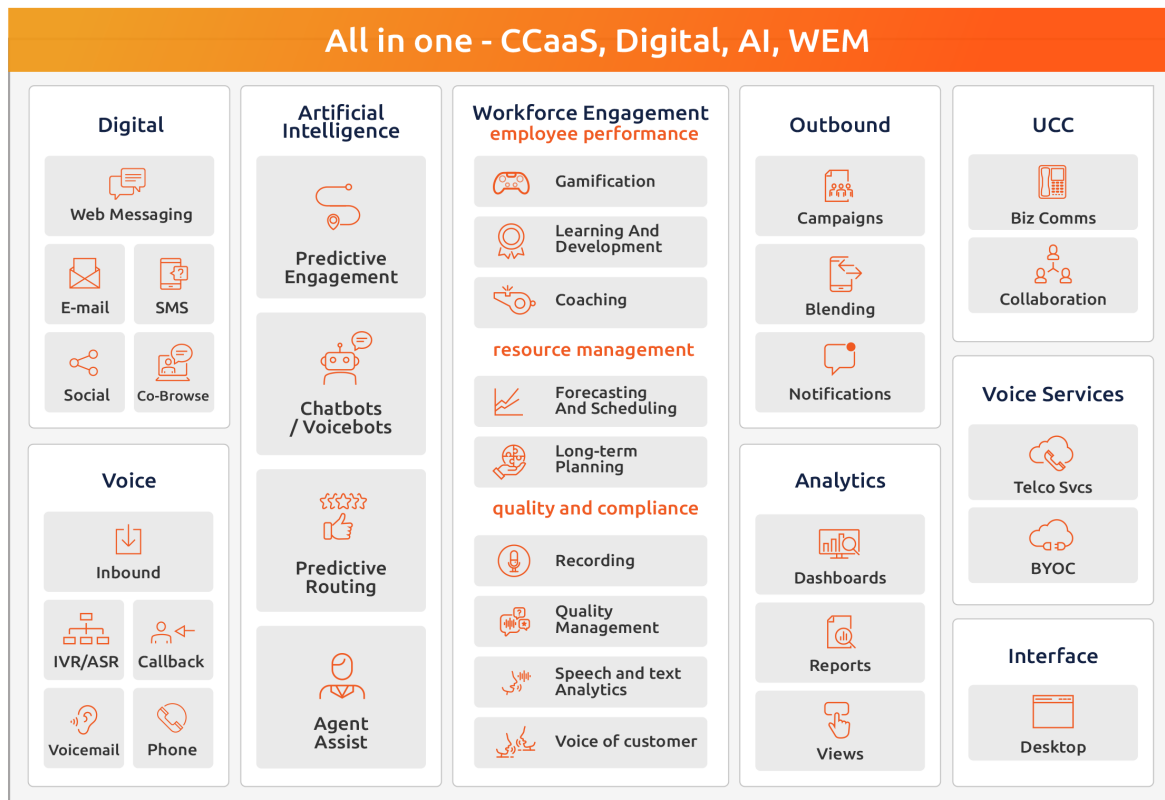 All in one - CCaaS, Digital, AI, WEM
Digital
Web Messaging
E-mail
SMS
Social
Co-Browse
Voice
Inbound
IVR/ASR
Callback
Voicemail
Phone
Artificial
Intelligence
Predictive
Engagement
Chatbots
/ Voicebots
Predictive
Routing
Agent
Assist
Workforce Engagement
employee performance
Gamification
Learning And
Development
Coaching
resource management
Forecasting
And Scheduling
Long-term
Planning
quality and compliance
Recording
Quality
Management
Speech and text
Analytics
Voice of customer
Outbound
Campaigns
Blending
Notifications
Analytics
Dashboards
Reports
Views
UCC
Biz Comms
Collaboration
Voice Services
Telco Svcs
BYOC
Interface
Desktop